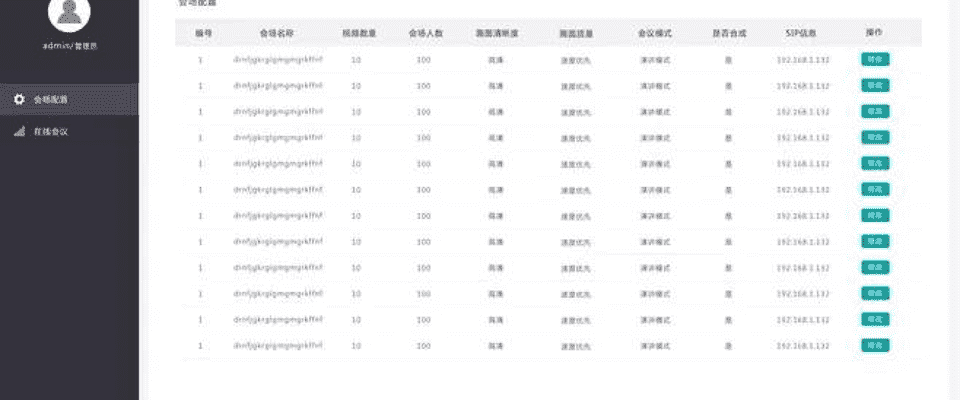 会场配置
admin/管理员
会场配置
在线会议
编号 会场名称 视频数量 会场人数 画面清晰度 画面质量 会议模式 是否合成 SIP信息 操作
1 10 100 高清 速度优先 演讲模式 是 192.168.1.132 修改
1 10 100 高清 速度优先 演讲模式 是 192.168.1.132 修改
1 10 100 高清 速度优先 演讲模式 是 192.168.1.132 修改
1 10 100 高清 速度优先 演讲模式 是 192.168.1.132 修改
1 10 100 高清 速度优先 演讲模式 是 192.168.1.132 修改
1 10 100 高清 速度优先 演讲模式 是 192.168.1.132 修改
1 10 100 高清 速度优先 演讲模式 是 192.168.1.132 修改
1 10 100 高清 速度优先 演讲模式 是 192.168.1.132 修改
1 10 100 高清 速度优先 演讲模式 是 192.168.1.132 修改
1 10 100 高清 速度优先 演讲模式 是 192.168.1.132 修改
1 10 100 高清 速度优先 演讲模式 是 192.168.1.132 修改
1 10 100 高清 速度优先 演讲模式 是 192.168.1.132 修改